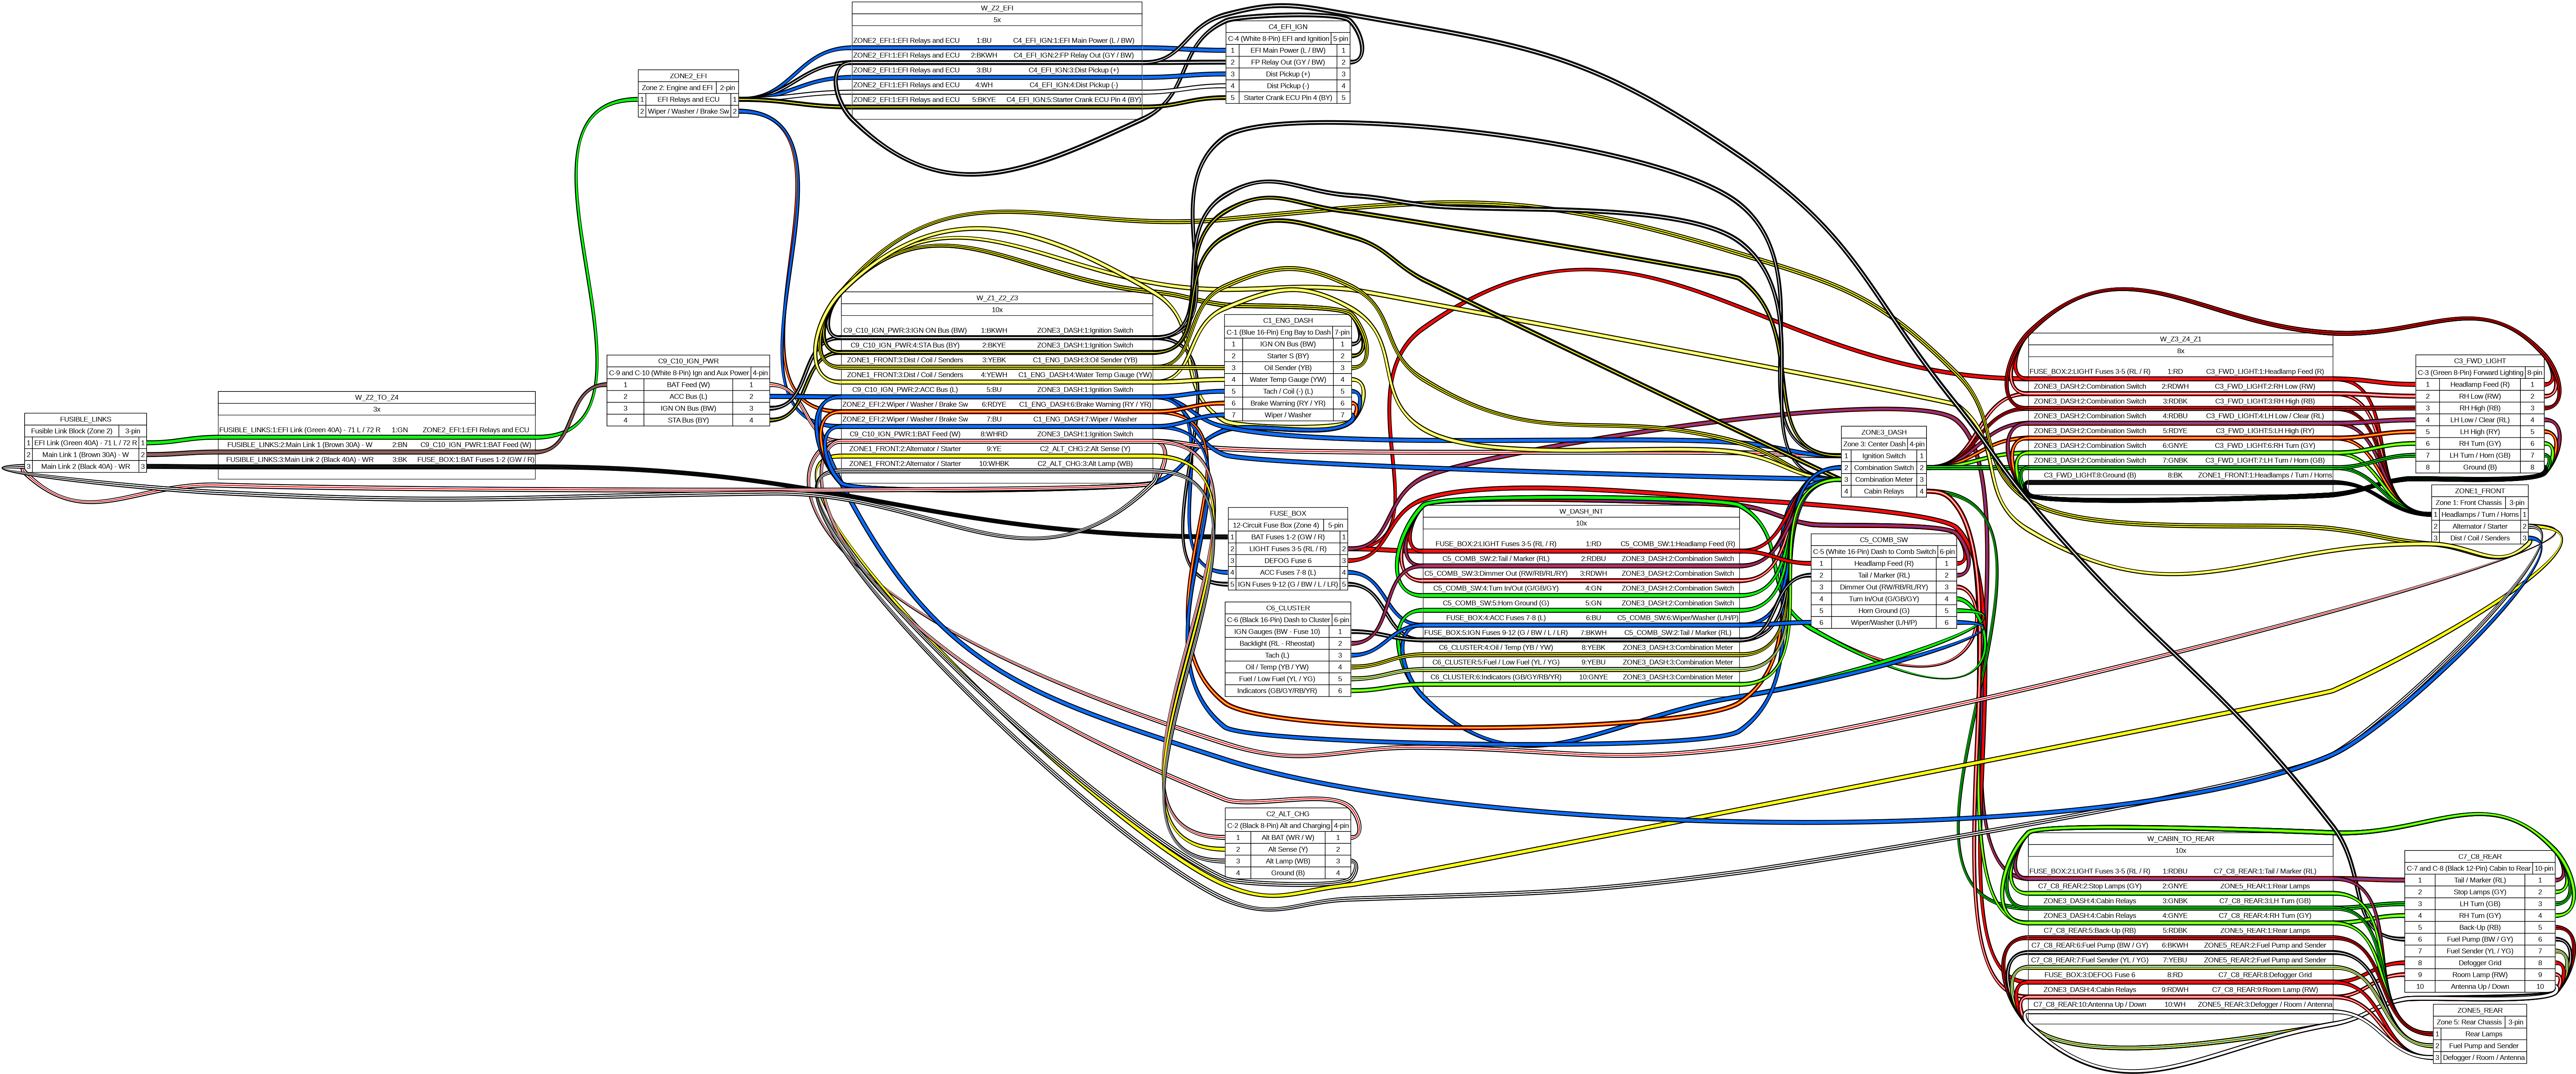 W_Z2_EFI
5x
ZONE2_EFI:1:EFI Relays and ECU 1:BU C4_EFI_IGN:1:EFI Main Power (L / BW)
ZONE2_EFI:1:EFI Relays and ECU 2:BKWH C4_EFI_IGN:2:FP Relay Out (GY / BW)
ZONE2_EFI:1:EFI Relays and ECU 3:BU C4_EFI_IGN:3:Dist Pickup (+)
ZONE2_EFI:1:EFI Relays and ECU 4:WH C4_EFI_IGN:4:Dist Pickup (-)
ZONE2_EFI:1:EFI Relays and ECU 5:BKYE C4_EFI_IGN:5:Starter Crank ECU Pin 4 (BY)
C4_EFI_IGN
C-4 (White 8-Pin) EFI and Ignition 5-pin
1 EFI Main Power (L / BW) 1
2 FP Relay Out (GY / BW) 2
3 Dist Pickup (+) 3
4 Dist Pickup (-) 4
5 Starter Crank ECU Pin 4 (BY) 5
ZONE2_EFI
Zone 2: Engine and EFI 2-pin
1 EFI Relays and ECU 1
2 Wiper / Washer / Brake Sw 2
W_Z1_Z2_Z3
10x
C9_C10_IGN_PWR:3:IGN ON Bus (BW) 1:BKWH ZONE3_DASH:1:Ignition Switch
C9_C10_IGN_PWR:4:STA Bus (BY) 2:BKYE ZONE3_DASH:1:Ignition Switch
ZONE1_FRONT:3:Dist / Coil / Senders 3:YEBK C1_ENG_DASH:3:Oil Sender (YB)
ZONE1_FRONT:3:Dist / Coil / Senders 4:YEWH C1_ENG_DASH:4:Water Temp Gauge (YW)
C9_C10_IGN_PWR:2:ACC Bus (L) 5:BU ZONE3_DASH:1:Ignition Switch
ZONE2_EFI:2:Wiper / Washer / Brake Sw 6:RDYE C1_ENG_DASH:6:Brake Warning (RY / YR)
ZONE2_EFI:2:Wiper / Washer / Brake Sw 7:BU C1_ENG_DASH:7:Wiper / Washer
C9_C10_IGN_PWR:1:BAT Feed (W) 8:WHRD ZONE3_DASH:1:Ignition Switch
ZONE1_FRONT:2:Alternator / Starter 9:YE C2_ALT_CHG:2:Alt Sense (Y)
ZONE1_FRONT:2:Alternator / Starter 10:WHBK C2_ALT_CHG:3:Alt Lamp (WB)
C1_ENG_DASH
C-1 (Blue 16-Pin) Eng Bay to Dash 7-pin
1 IGN ON Bus (BW) 1
2 Starter S (BY) 2
3 Oil Sender (YB) 3
4 Water Temp Gauge (YW) 4
5 Tach / Coil (-) (L) 5
6 Brake Warning (RY / YR) 6
7 Wiper / Washer 7
C9_C10_IGN_PWR
C-9 and C-10 (White 8-Pin) Ign and Aux Power 4-pin
1 BAT Feed (W) 1
2 ACC Bus (L) 2
3 IGN ON Bus (BW) 3
4 STA Bus (BY) 4
W_Z2_TO_Z4
3x
FUSIBLE_LINKS:1:EFI Link (Green 40A) - 71 L / 72 R 1:GN ZONE2_EFI:1:EFI Relays and ECU
FUSIBLE_LINKS:2:Main Link 1 (Brown 30A) - W 2:BN C9_C10_IGN_PWR:1:BAT Feed (W)
FUSIBLE_LINKS:3:Main Link 2 (Black 40A) - WR 3:BK FUSE_BOX:1:BAT Fuses 1-2 (GW / R)
FUSIBLE_LINKS
Fusible Link Block (Zone 2) 3-pin
1 EFI Link (Green 40A) - 71 L / 72 R 1
2 Main Link 1 (Brown 30A) - W 2
3 Main Link 2 (Black 40A) - WR 3
FUSE_BOX
12-Circuit Fuse Box (Zone 4) 5-pin
1 BAT Fuses 1-2 (GW / R) 1
2 LIGHT Fuses 3-5 (RL / R) 2
3 DEFOG Fuse 6 3
4 ACC Fuses 7-8 (L) 4
5 IGN Fuses 9-12 (G / BW / L / LR) 5
C6_CLUSTER
C-6 (Black 16-Pin) Dash to Cluster 6-pin
IGN Gauges (BW - Fuse 10) 1
Backlight (RL - Rheostat) 2
Tach (L) 3
Oil / Temp (YB / YW) 4
Fuel / Low Fuel (YL / YG) 5
Indicators (GB/GY/RB/YR) 6
C2_ALT_CHG
C-2 (Black 8-Pin) Alt and Charging 4-pin
1 Alt BAT (WR / W) 1
2 Alt Sense (Y) 2
3 Alt Lamp (WB) 3
4 Ground (B) 4
W_DASH_INT
10x
FUSE_BOX:2:LIGHT Fuses 3-5 (RL / R) 1:RD C5_COMB_SW:1:Headlamp Feed (R)
C5_COMB_SW:2:Tail / Marker (RL) 2:RDBU ZONE3_DASH:2:Combination Switch
C5_COMB_SW:3:Dimmer Out (RW/RB/RL/RY) 3:RDWH ZONE3_DASH:2:Combination Switch
C5_COMB_SW:4:Turn In/Out (G/GB/GY) 4:GN ZONE3_DASH:2:Combination Switch
C5_COMB_SW:5:Horn Ground (G) 5:GN ZONE3_DASH:2:Combination Switch
FUSE_BOX:4:ACC Fuses 7-8 (L) 6:BU C5_COMB_SW:6:Wiper/Washer (L/H/P)
FUSE_BOX:5:IGN Fuses 9-12 (G / BW / L / LR) 7:BKWH C5_COMB_SW:2:Tail / Marker (RL)
C6_CLUSTER:4:Oil / Temp (YB / YW) 8:YEBK ZONE3_DASH:3:Combination Meter
C6_CLUSTER:5:Fuel / Low Fuel (YL / YG) 9:YEBU ZONE3_DASH:3:Combination Meter
C6_CLUSTER:6:Indicators (GB/GY/RB/YR) 10:GNYE ZONE3_DASH:3:Combination Meter
ZONE3_DASH
Zone 3: Center Dash 4-pin
1 Ignition Switch 1
2 Combination Switch 2
3 Combination Meter 3
4 Cabin Relays 4
C5_COMB_SW
C-5 (White 16-Pin) Dash to Comb Switch 6-pin
1 Headlamp Feed (R) 1
2 Tail / Marker (RL) 2
3 Dimmer Out (RW/RB/RL/RY) 3
4 Turn In/Out (G/GB/GY) 4
5 Horn Ground (G) 5
6 Wiper/Washer (L/H/P) 6
W_Z3_Z4_Z1
8x
FUSE_BOX:2:LIGHT Fuses 3-5 (RL / R) 1:RD C3_FWD_LIGHT:1:Headlamp Feed (R)
ZONE3_DASH:2:Combination Switch 2:RDWH C3_FWD_LIGHT:2:RH Low (RW)
ZONE3_DASH:2:Combination Switch 3:RDBK C3_FWD_LIGHT:3:RH High (RB)
ZONE3_DASH:2:Combination Switch 4:RDBU C3_FWD_LIGHT:4:LH Low / Clear (RL)
ZONE3_DASH:2:Combination Switch 5:RDYE C3_FWD_LIGHT:5:LH High (RY)
ZONE3_DASH:2:Combination Switch 6:GNYE C3_FWD_LIGHT:6:RH Turn (GY)
ZONE3_DASH:2:Combination Switch 7:GNBK C3_FWD_LIGHT:7:LH Turn / Horn (GB)
C3_FWD_LIGHT:8:Ground (B) 8:BK ZONE1_FRONT:1:Headlamps / Turn / Horns
C3_FWD_LIGHT
C-3 (Green 8-Pin) Forward Lighting 8-pin
1 Headlamp Feed (R) 1
2 RH Low (RW) 2
3 RH High (RB) 3
4 LH Low / Clear (RL) 4
5 LH High (RY) 5
6 RH Turn (GY) 6
7 LH Turn / Horn (GB) 7
8 Ground (B) 8
ZONE1_FRONT
Zone 1: Front Chassis 3-pin
1 Headlamps / Turn / Horns 1
2 Alternator / Starter 2
3 Dist / Coil / Senders 3
W_CABIN_TO_REAR
10x
FUSE_BOX:2:LIGHT Fuses 3-5 (RL / R) 1:RDBU C7_C8_REAR:1:Tail / Marker (RL)
C7_C8_REAR:2:Stop Lamps (GY) 2:GNYE ZONE5_REAR:1:Rear Lamps
ZONE3_DASH:4:Cabin Relays 3:GNBK C7_C8_REAR:3:LH Turn (GB)
ZONE3_DASH:4:Cabin Relays 4:GNYE C7_C8_REAR:4:RH Turn (GY)
C7_C8_REAR:5:Back-Up (RB) 5:RDBK ZONE5_REAR:1:Rear Lamps
C7_C8_REAR:6:Fuel Pump (BW / GY) 6:BKWH ZONE5_REAR:2:Fuel Pump and Sender
C7_C8_REAR:7:Fuel Sender (YL / YG) 7:YEBU ZONE5_REAR:2:Fuel Pump and Sender
FUSE_BOX:3:DEFOG Fuse 6 8:RD C7_C8_REAR:8:Defogger Grid
ZONE3_DASH:4:Cabin Relays 9:RDWH C7_C8_REAR:9:Room Lamp (RW)
C7_C8_REAR:10:Antenna Up / Down 10:WH ZONE5_REAR:3:Defogger / Room / Antenna
C7_C8_REAR
C-7 and C-8 (Black 12-Pin) Cabin to Rear 10-pin
1 Tail / Marker (RL) 1
2 Stop Lamps (GY) 2
3 LH Turn (GB) 3
4 RH Turn (GY) 4
5 Back-Up (RB) 5
6 Fuel Pump (BW / GY) 6
7 Fuel Sender (YL / YG) 7
8 Defogger Grid 8
9 Room Lamp (RW) 9
10 Antenna Up / Down 10
ZONE5_REAR
Zone 5: Rear Chassis 3-pin
1 Rear Lamps
2 Fuel Pump and Sender
3 Defogger / Room / Antenna